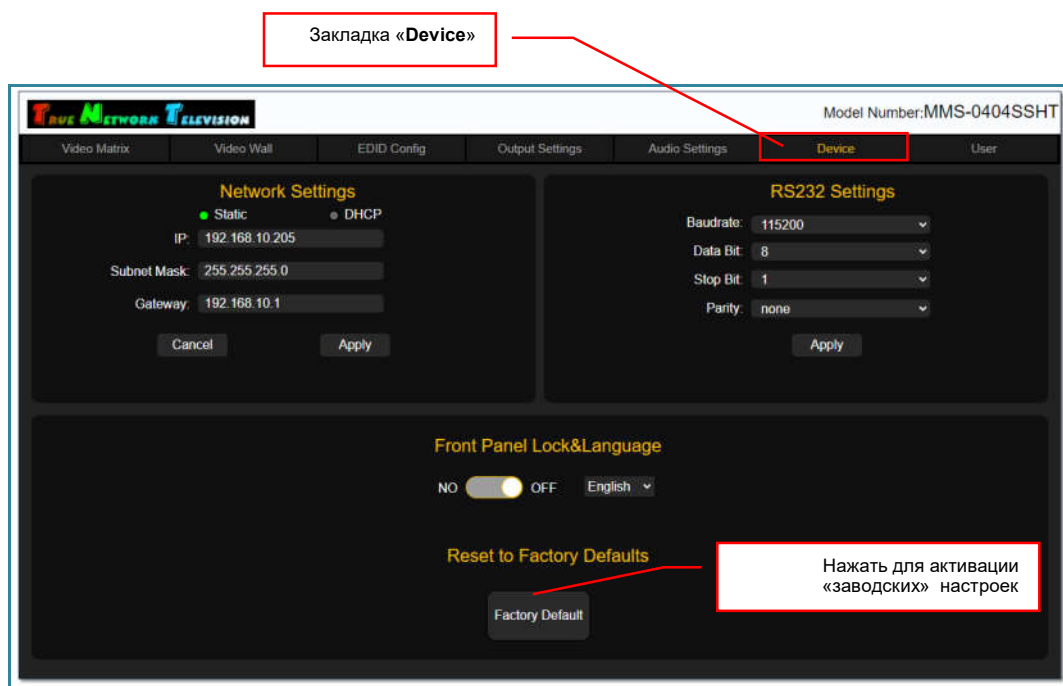 Закладка «Device»
TRUE NETWORK TELEVISION
Model Number:MMS-0404SSHT
Video Matrix Video Wall EDID Config Output Settings Audio Settings Device User
Network Settings
Static DHCP
IP: 192.168.10.205
Subnet Mask: 255.255.255.0
Gateway: 192.168.10.1
Cancel Apply
RS232 Settings
Baudrate: 115200
Data Bit: 8
Stop Bit: 1
Parity: none
Apply
Front Panel Lock&Language
NO OFF English
Reset to Factory Defaults
Factory Default
Нажать для активации
«заводских» настроек